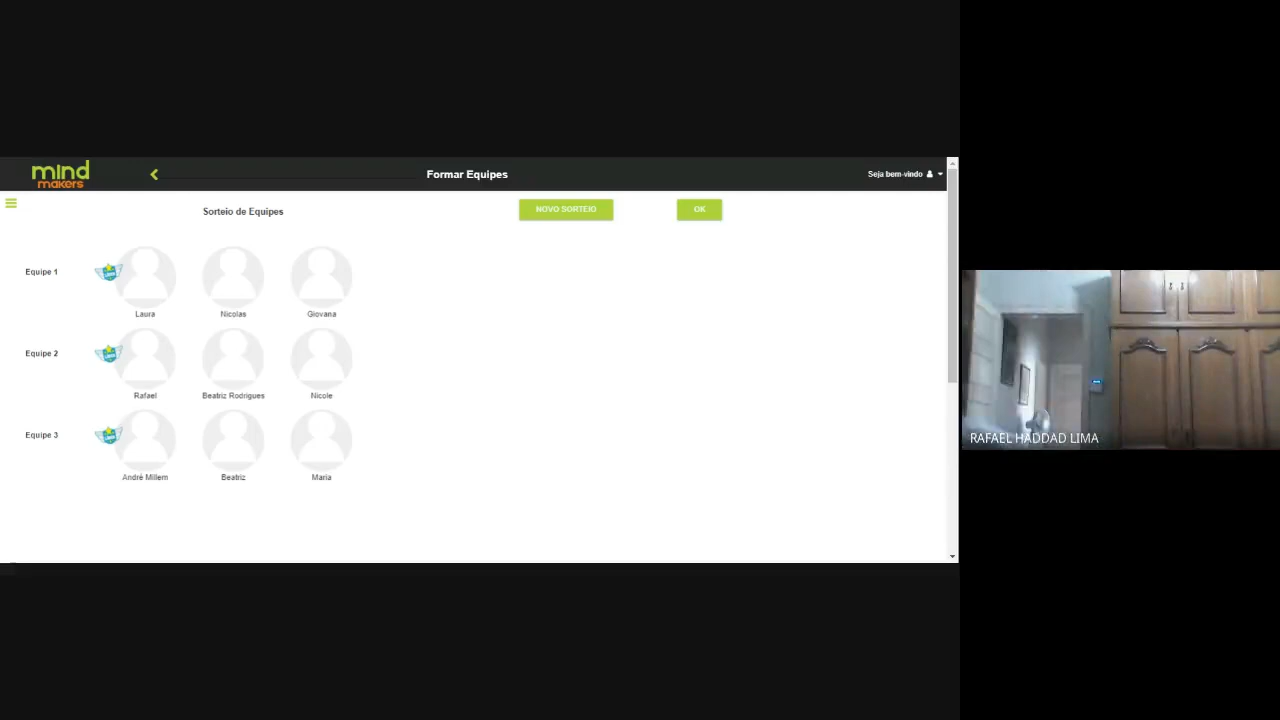 mind makers
Formar Equipes
Seja bem-vindo
Sorteio de Equipes
NOVO SORTEIO
OK
Equipe 1
Laura
Nicolas
Giovana
Equipe 2
Rafael
Beatriz Rodrigues
Nicole
Equipe 3
André Millem
Beatriz
Maria
RAFAEL HADDAD LIMA